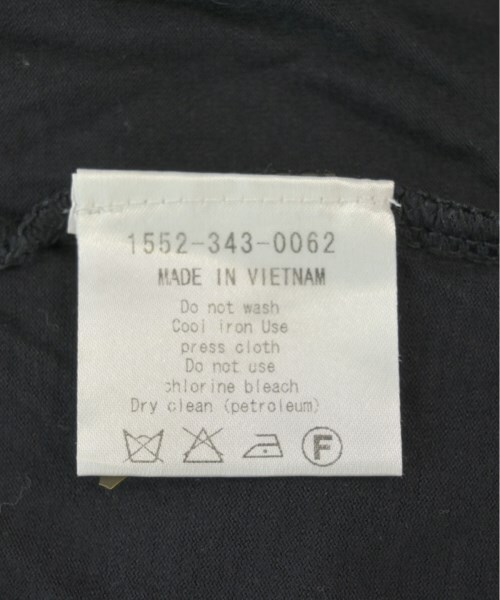 1552-343-0062
MADE IN VIETNAM
Do not wash
Cool iron Use
press cloth
Do not use
chlorine bleach
Dry clean (petroleum)
F